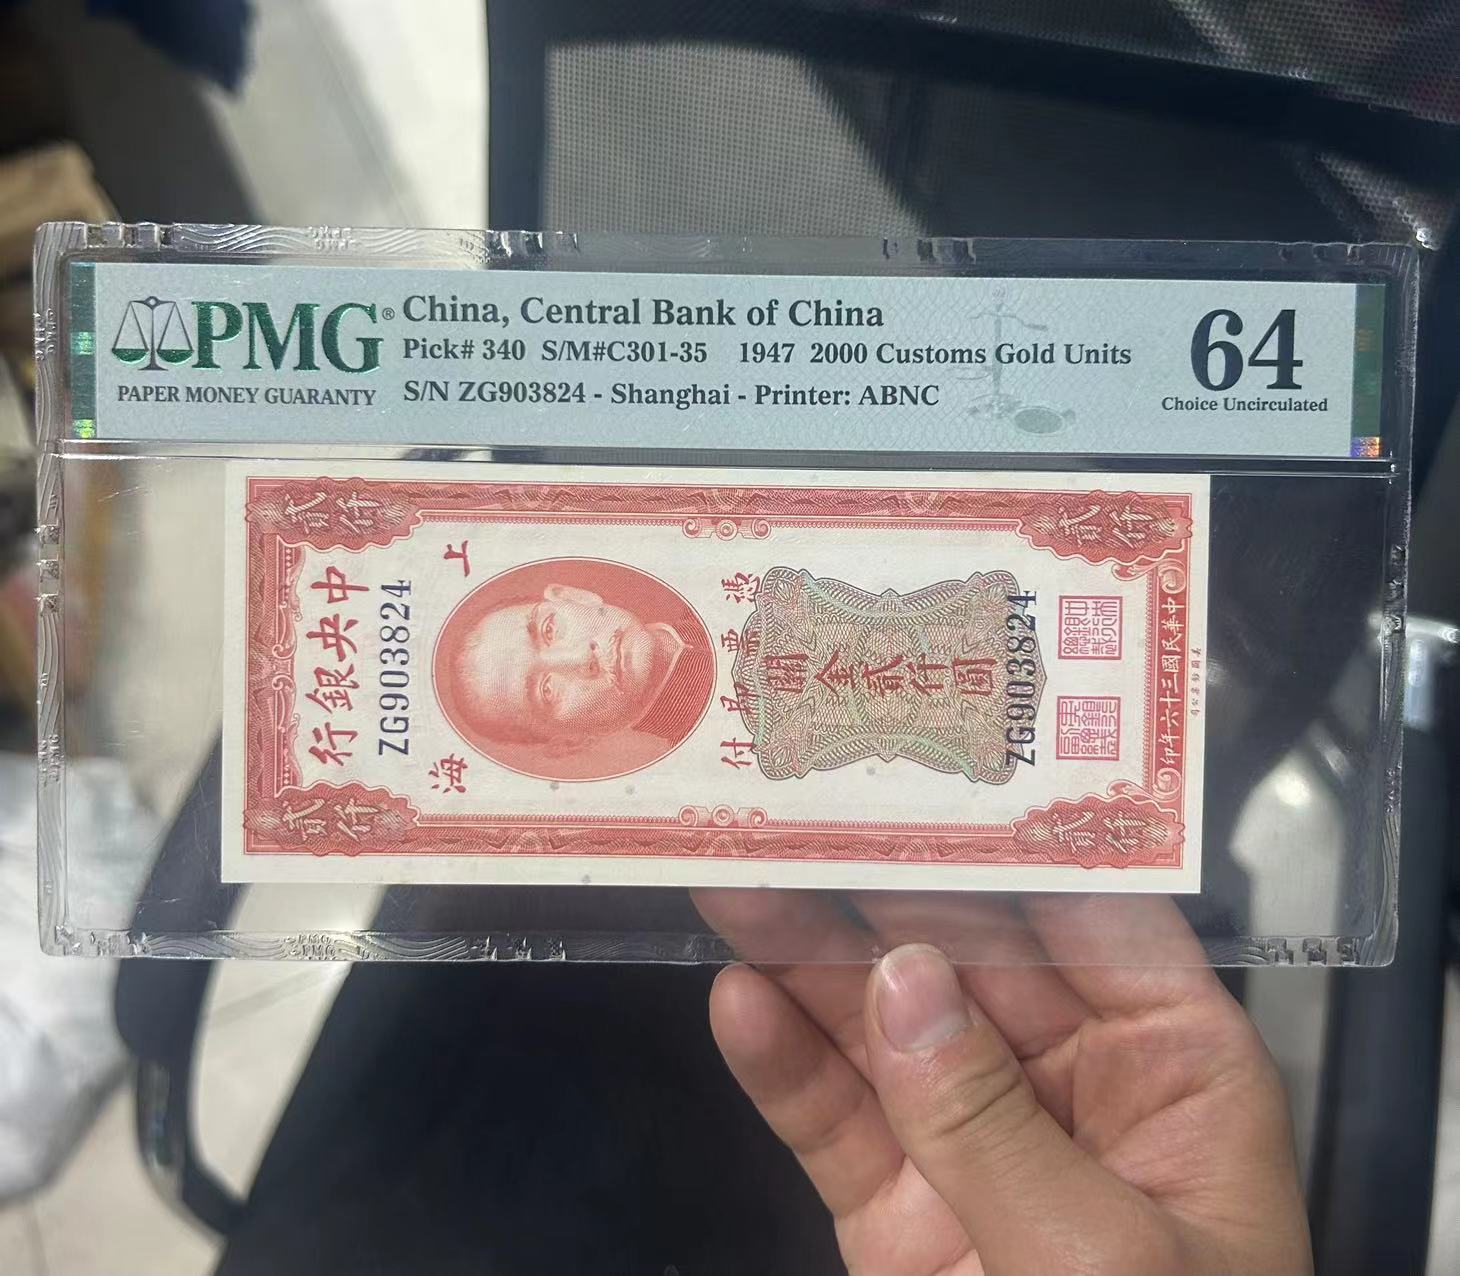 PMG®
PAPER MONEY GUARANTY
China, Central Bank of China
Pick# 340 S/M#C301-35 1947 2000 Customs Gold Units
S/N ZG903824 - Shanghai - Printer: ABNC
64
Choice Uncirculated
貳仟
貳仟
中央銀行
ZG903824
上海
憑票即付
關金貳仟圓
ZG903824
中華民國三十六年印
貳仟
貳仟